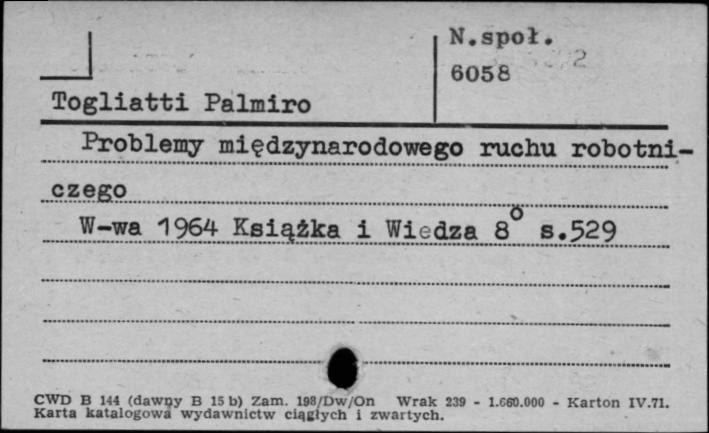 N.społ.
6058
Togliatti Palmiro
Problemy międzynarodowego ruchu robotni-
czego
W-wa 1964 Książka i Wiedza 8° s.529
CWD B 144 (dawny B 15 b) Zam. 198/Dw/On Wrak 239 - 1.660.000 - Karton IV.71.
Karta katalogowa wydawnictw ciągłych i zwartych.